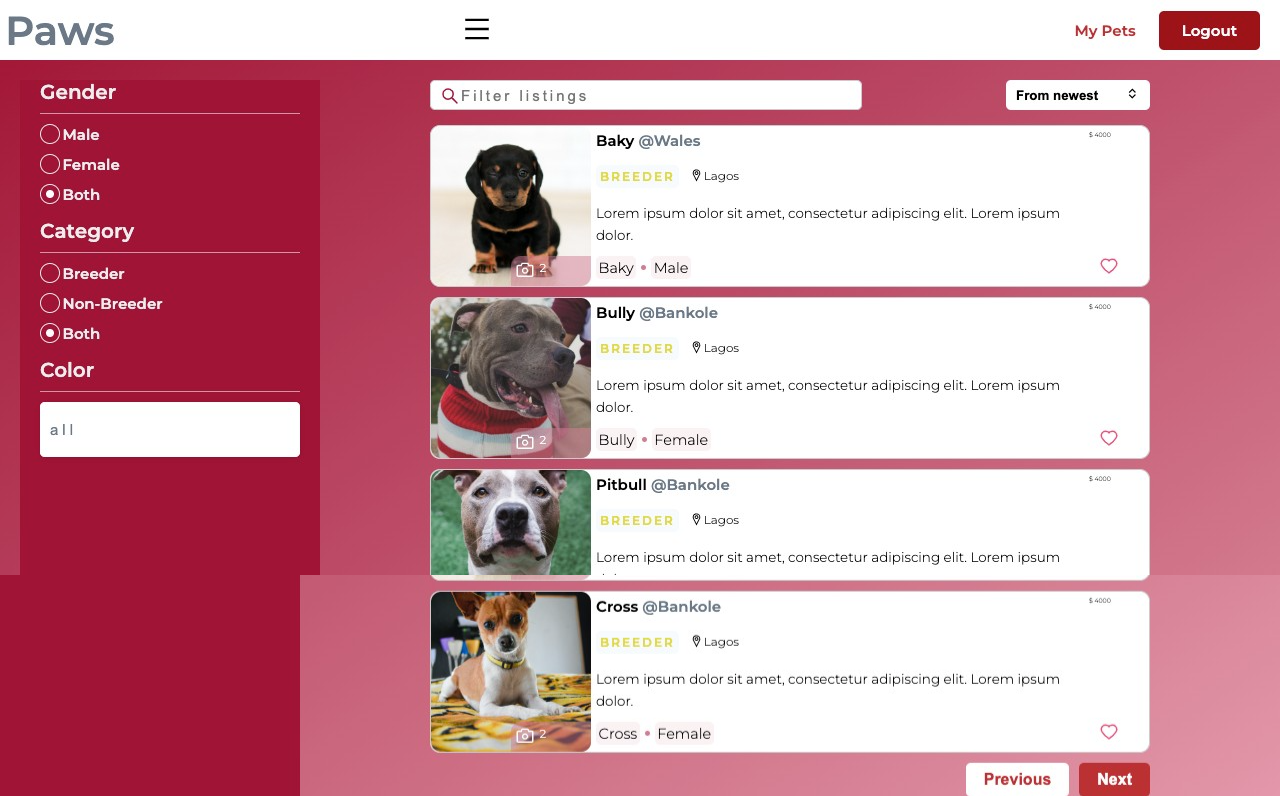 Paws
My Pets
Logout
Gender
Male
Female
Both
Category
Breeder
Non-Breeder
Both
Color
all
Filter listings
From newest
Baky @Wales
$ 4000
BREEDER
Lagos
Lorem ipsum dolor sit amet, consectetur adipiscing elit. Lorem ipsum
dolor.
2
Baky • Male
Bully @Bankole
$ 4000
BREEDER
Lagos
Lorem ipsum dolor sit amet, consectetur adipiscing elit. Lorem ipsum
dolor.
2
Bully • Female
Pitbull @Bankole
$ 4000
BREEDER
Lagos
Lorem ipsum dolor sit amet, consectetur adipiscing elit. Lorem ipsum
Cross @Bankole
$ 4000
BREEDER
Lagos
Lorem ipsum dolor sit amet, consectetur adipiscing elit. Lorem ipsum
dolor.
2
Cross • Female
Previous
Next